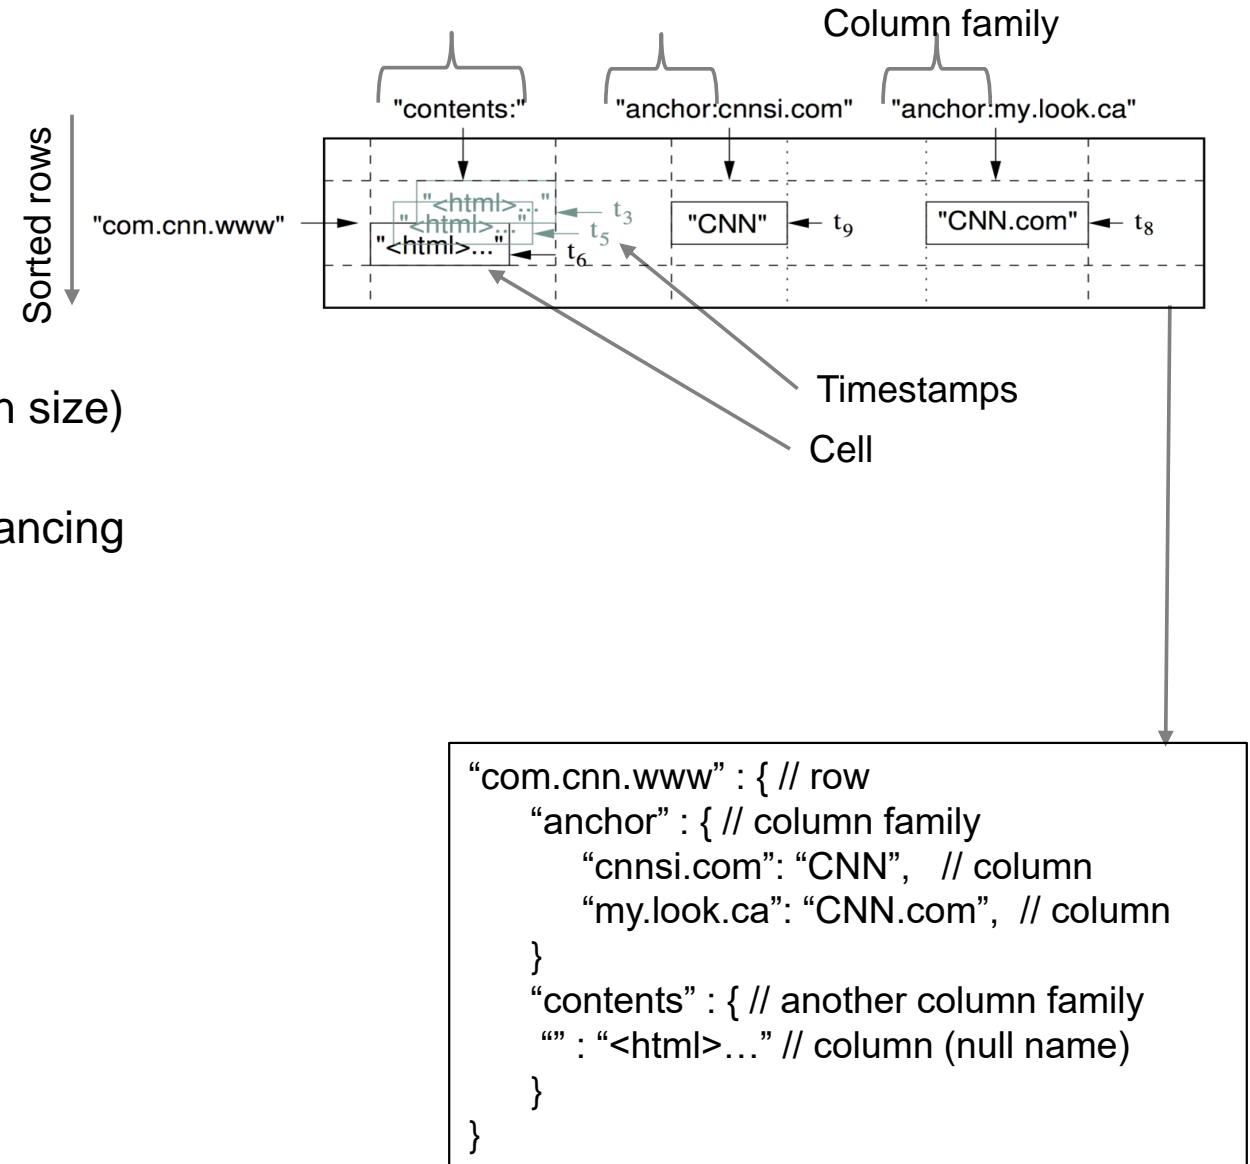 Column family
"contents:" "anchor:cnnsi.com" "anchor:my.look.ca"
Sorted rows
"<html>..." t3
"com.cnn.www" "<html>..." t5 "CNN" t9 "CNN.com" t8
"<html>..." t6
Timestamps
n size)
Cell
ancing
“com.cnn.www” : { // row
“anchor” : { // column family
“cnnsi.com”: “CNN”, // column
“my.look.ca”: “CNN.com”, // column
}
“contents” : { // another column family
“” : “<html>…” // column (null name)
}
}